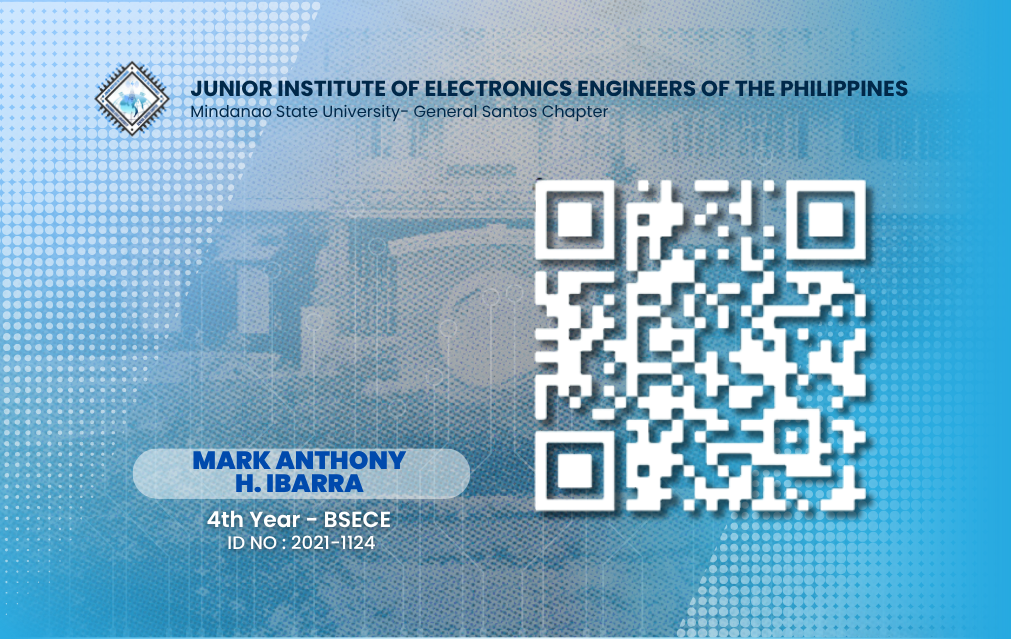 JUNIOR INSTITUTE OF ELECTRONICS ENGINEERS OF THE PHILIPPINES
Mindanao State University- General Santos Chapter
MARK ANTHONY
H. IBARRA
4th Year - BSECE
ID NO : 2021-1124